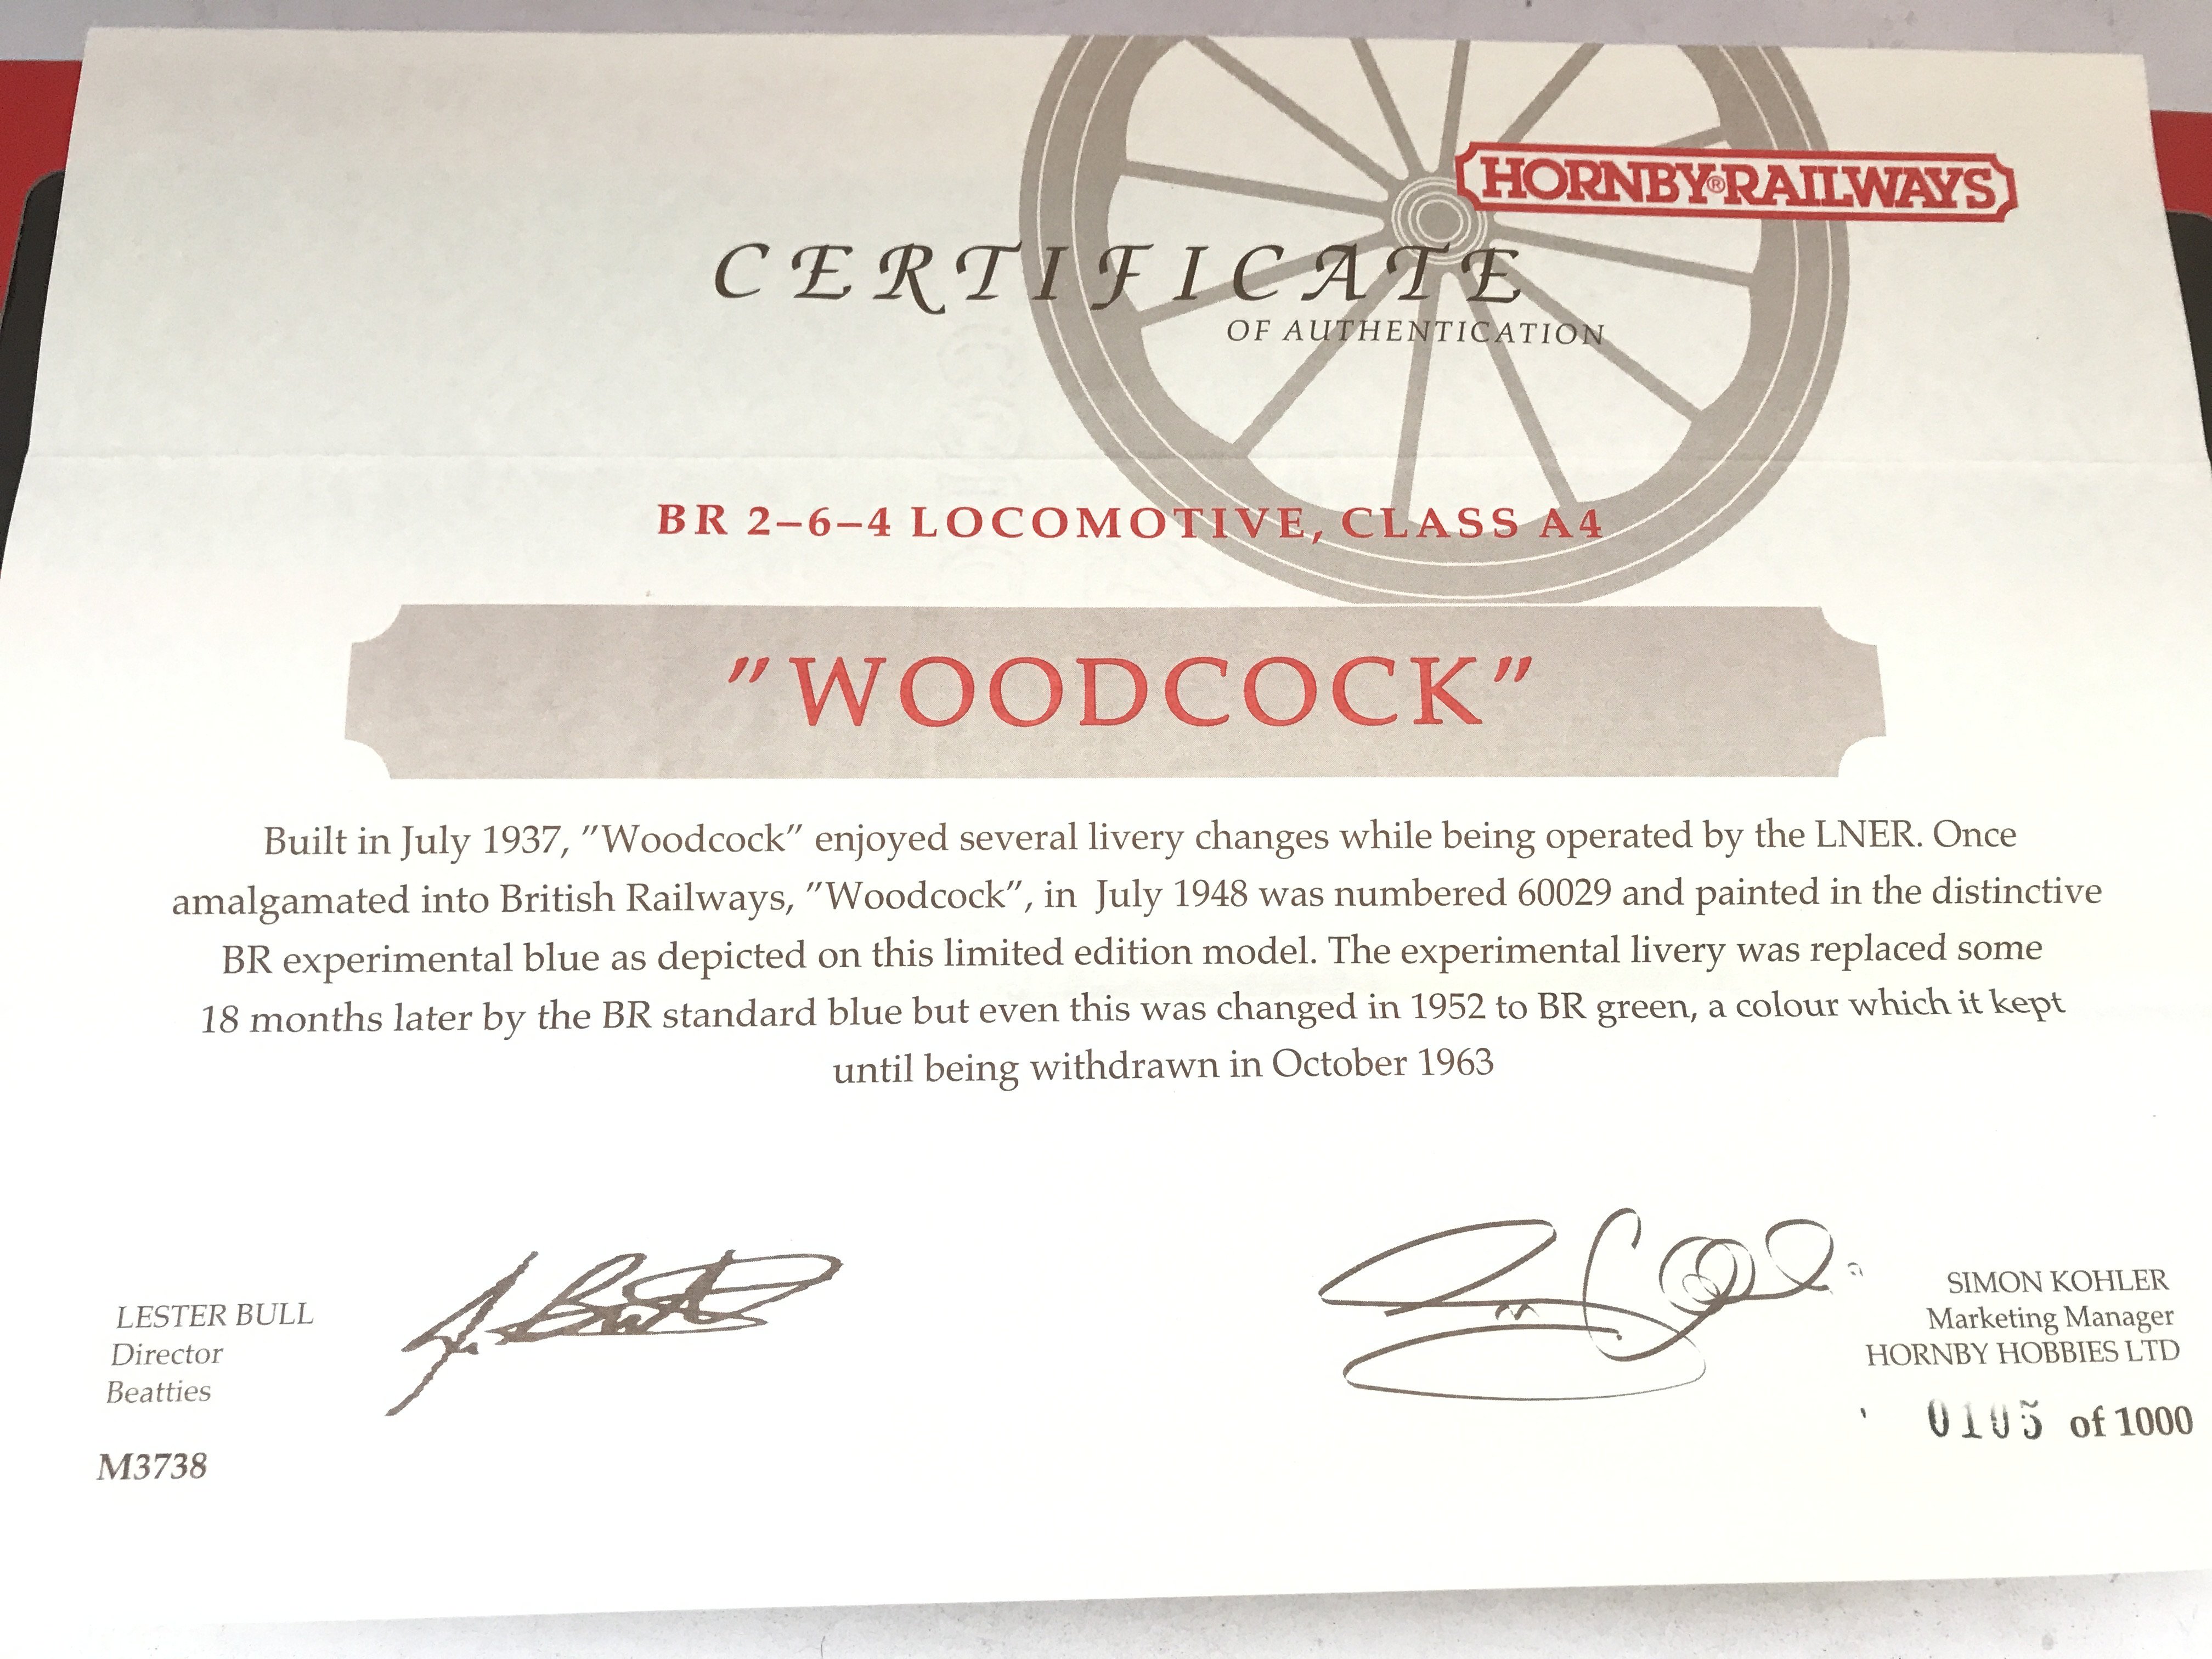 HORNBY® RAILWAYS
CERTIFICATE
OF AUTHENTICATION
BR 2–6–4 LOCOMOTIVE, CLASS A4
"WOODCOCK"
Built in July 1937, "Woodcock" enjoyed several livery changes while being operated by the LNER. Once
amalgamated into British Railways, "Woodcock", in July 1948 was numbered 60029 and painted in the distinctive
BR experimental blue as depicted on this limited edition model. The experimental livery was replaced some
18 months later by the BR standard blue but even this was changed in 1952 to BR green, a colour which it kept
until being withdrawn in October 1963
LESTER BULL
Director
Beatties
M3738
SIMON KOHLER
Marketing Manager
HORNBY HOBBIES LTD
0105 of 1000